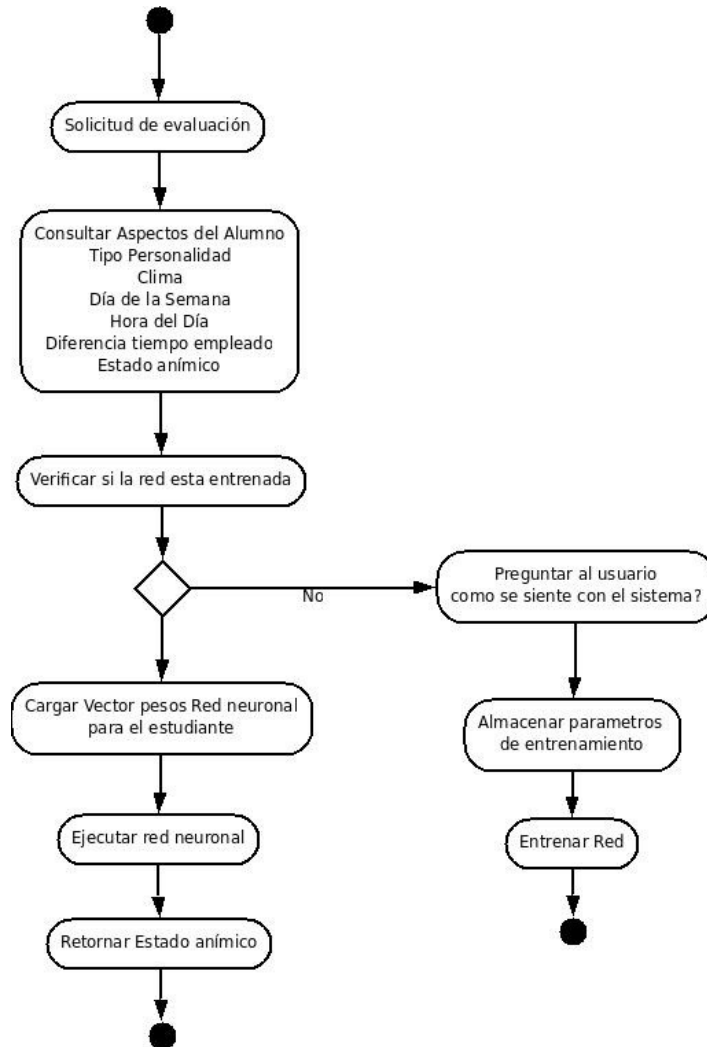 Solicitud de evaluación
Consultar Aspectos del Alumno
Tipo Personalidad
Clima
Día de la Semana
Hora del Día
Diferencia tiempo empleado
Estado anímico
Verificar si la red esta entrenada
No
Preguntar al usuario
como se siente con el sistema?
Cargar Vector pesos Red neuronal
para el estudiante
Almacenar parametros
de entrenamiento
Ejecutar red neuronal
Entrenar Red
Retornar Estado anímico